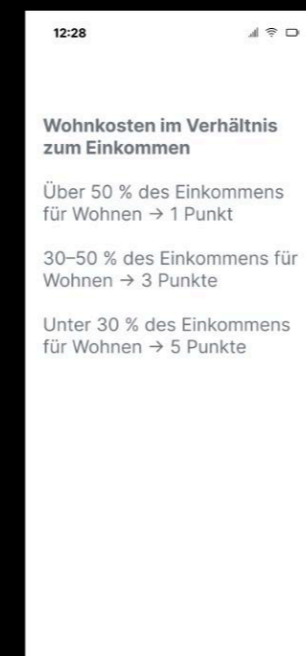 12:28
Wohnkosten im Verhältnis
zum Einkommen
Über 50 % des Einkommens
für Wohnen → 1 Punkt
30–50 % des Einkommens für
Wohnen → 3 Punkte
Unter 30 % des Einkommens
für Wohnen → 5 Punkte